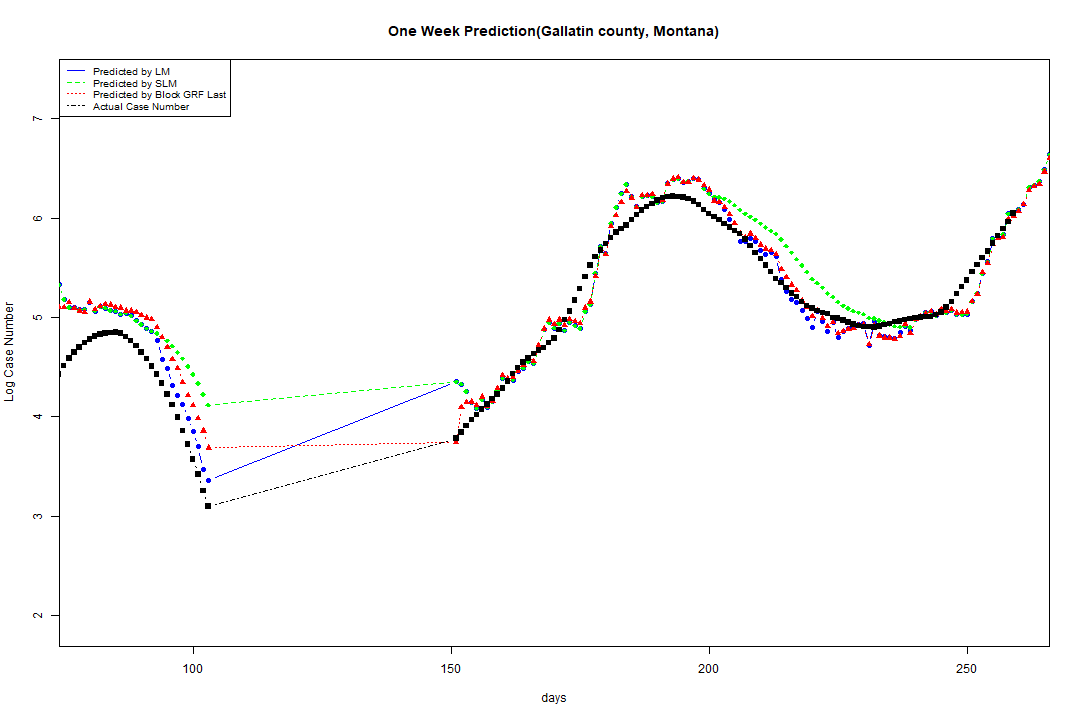 One Week Prediction(Gallatin county, Montana)
Predicted by LM
Predicted by SLM
Predicted by Block GRF Last
Actual Case Number
Log Case Number
7
6
5
4
3
2
100
150
200
250
days